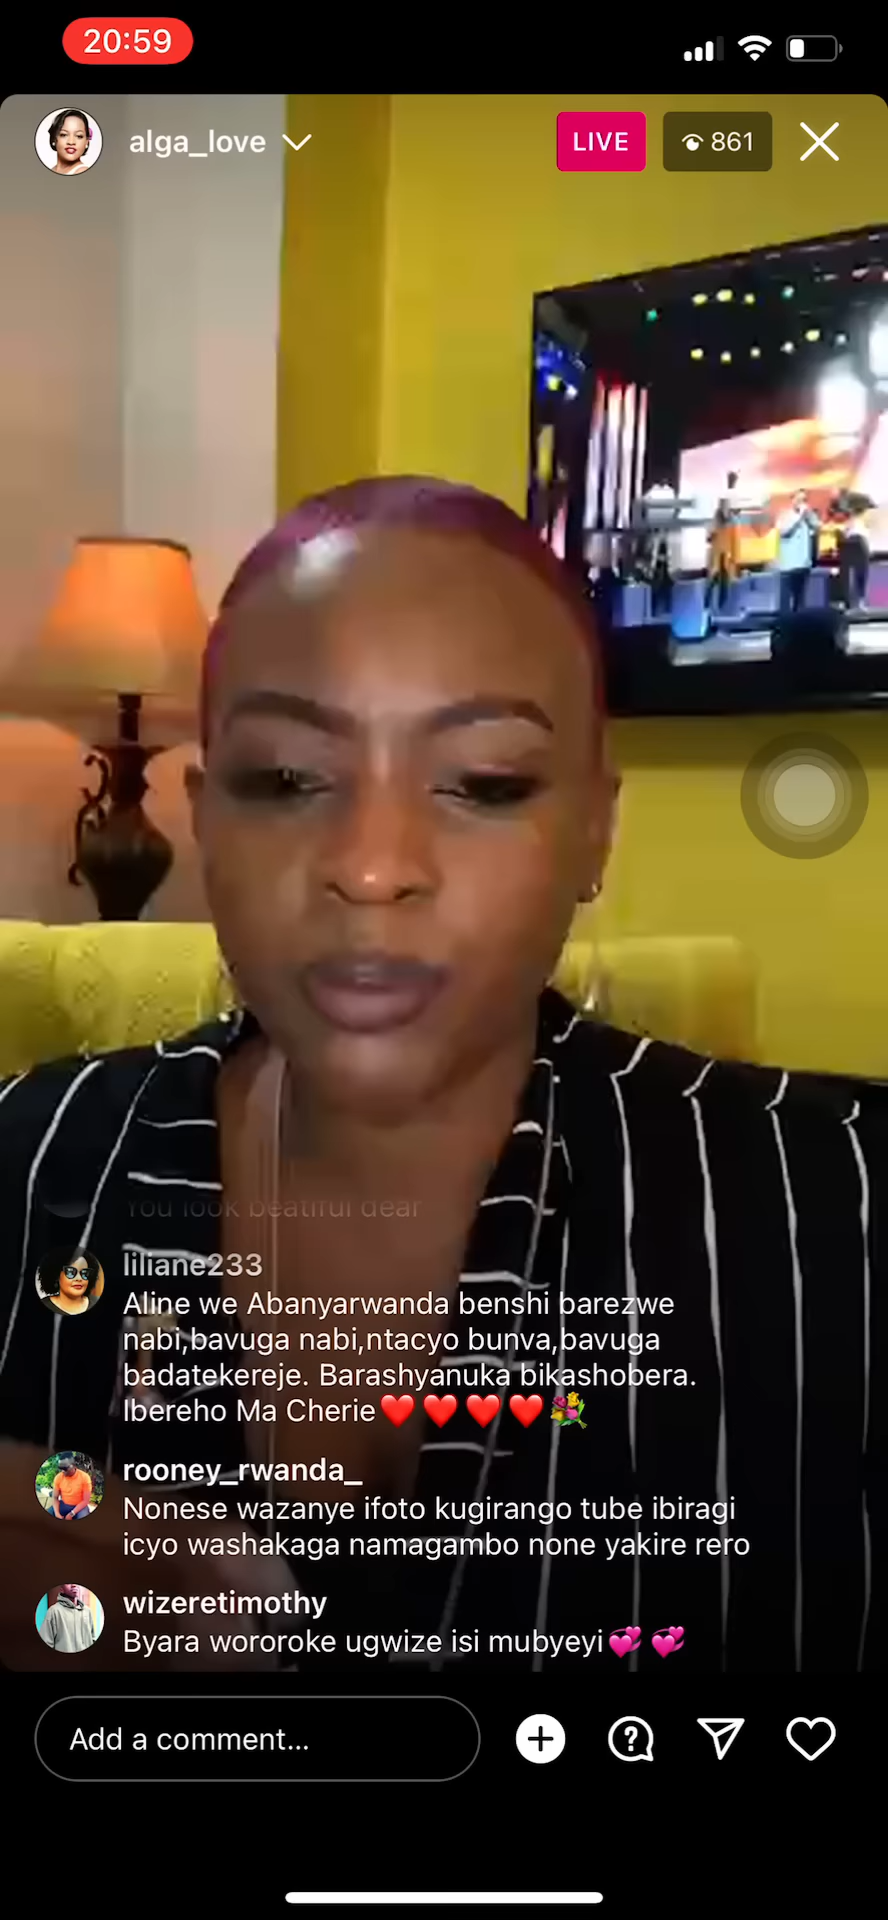 20:59
alga_love
LIVE
861
You look beatiful dear
liliane233
Aline we Abanyarwanda benshi barezwe
nabi,bavuga nabi,ntacyo bunva,bavuga
badatekereje. Barashyanuka bikashobera.
Ibereho Ma Cherie❤️❤️❤️❤️💐
rooney_rwanda_
Nonese wazanye ifoto kugirango tube ibiragi
icyo washakaga namagambo none yakire rero
wizeretimothy
Byara wororoke ugwize isi mubyeyi💞💞
Add a comment...